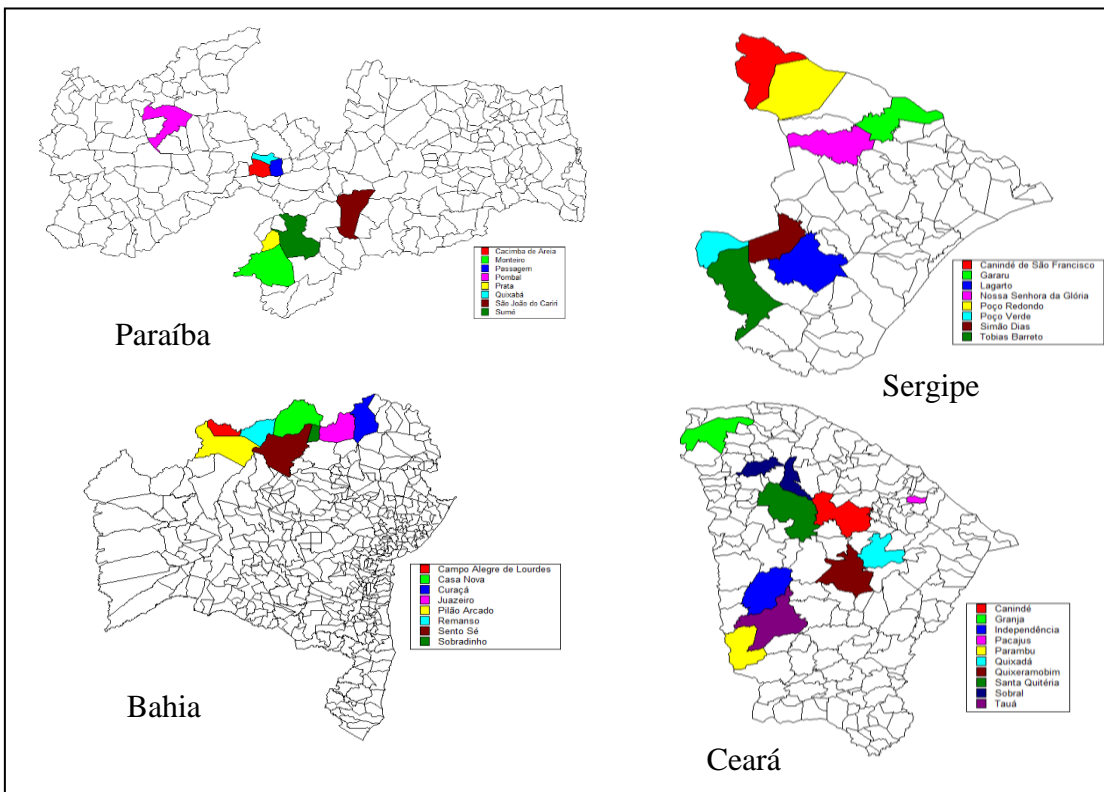 Cacimba de Areia
Monteiro
Passagem
Pombal
Prata
Quixabá
São João do Cariri
Sumé
Paraíba
Canindé de São Francisco
Gararu
Lagarto
Nossa Senhora da Glória
Poço Redondo
Poço Verde
Simão Dias
Tobias Barreto
Sergipe
Campo Alegre de Lourdes
Casa Nova
Curaçá
Juazeiro
Pilão Arcado
Remanso
Sento Sé
Sobradinho
Bahia
Canindé
Granja
Independência
Pacajus
Parambu
Quixadá
Quixeramobim
Santa Quitéria
Sobral
Tauá
Ceará